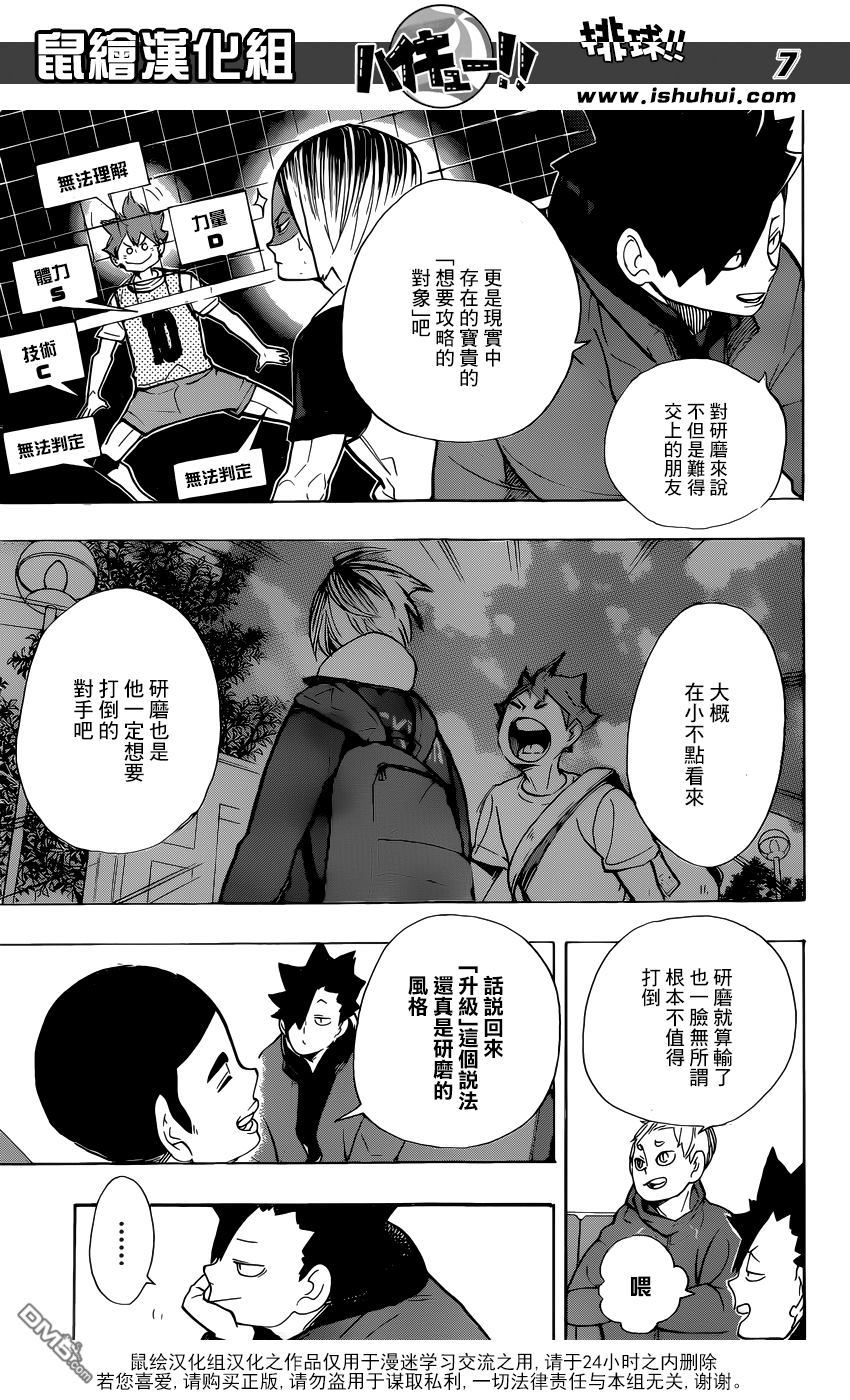 鼠繪漢化組
ハイキュー!!
排球!!
7
www.ishuhui.com
對研磨來說
不但是難得
交上的朋友
更是現實中
存在的寶貴的
「想要攻略的
對象」吧
無法理解
力量
D
體力
S
技術
C
無法判定
無法判定
10
大概
在小不點看來
研磨也是
他一定想要
打倒的
對手吧
研磨就算輸了
也一臉無所謂
根本不值得
打倒
喂
話說回來
「升級」這個説法
還真是研磨的
風格
……
DM5.com
鼠绘汉化组汉化之作品仅用于漫迷学习交流之用, 请于24小时之内删除
若您喜爱, 请购买正版, 请勿盗用于谋取私利, 一切法律责任与本组无关, 谢谢。